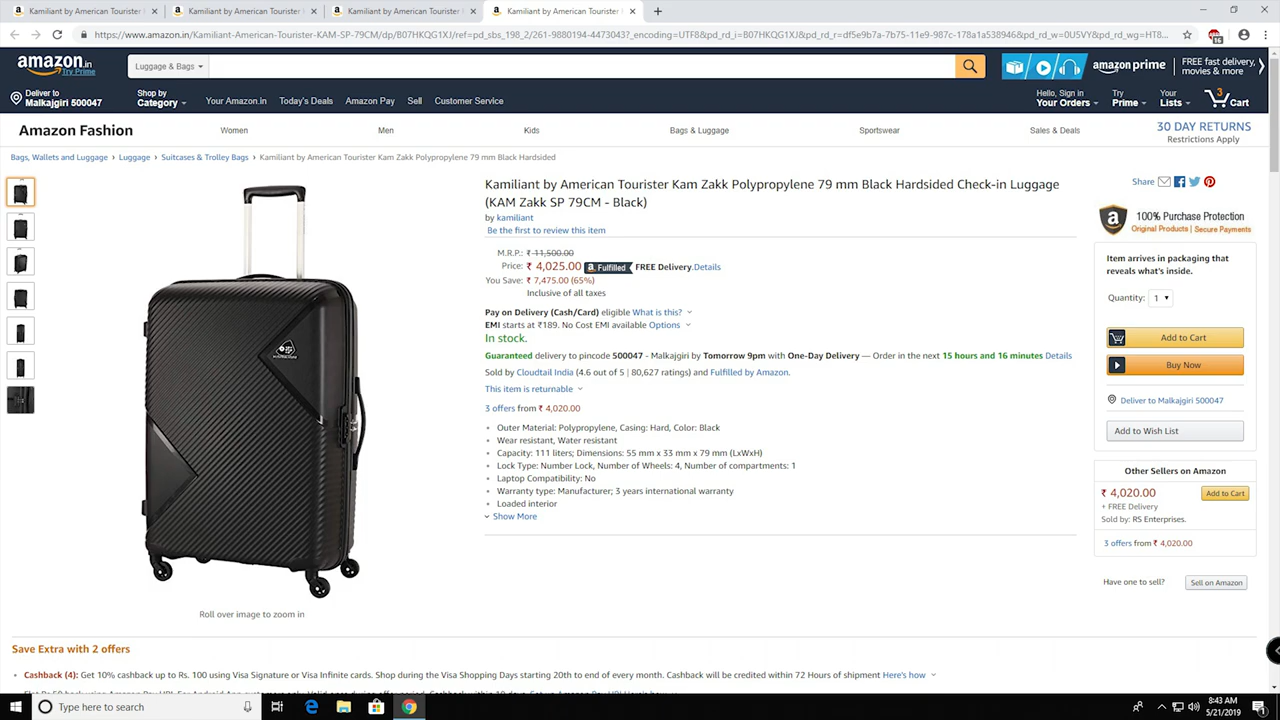 Kamiliant by American Tourister
Kamiliant by American Tourister
Kamiliant by American Tourister
Kamiliant by American Tourister
https://www.amazon.in/Kamiliant-American-Tourister-KAM-SP-79CM/dp/B07HKQG1XJ/ref=pd_sbs_198_2/261-9880194-4473043?_encoding=UTF8&pd_rd_i=B07HKQG1XJ&pd_rd_r=df5e9b7a-7b75-11e9-987c-178a1a538946&pd_rd_w=0U5VY&pd_rd_wg=HT8...
16
amazon.in
Try Prime
Luggage & Bags
amazon prime
FREE fast delivery,
movies & more
Deliver to
Malkajgiri 500047
Shop by
Category
Your Amazon.in
Today's Deals
Amazon Pay
Sell
Customer Service
Hello, Sign in
Your Orders
Try
Prime
Your
Lists
3
Cart
Amazon Fashion
Women
Men
Kids
Bags & Luggage
Sportswear
Sales & Deals
30 DAY RETURNS
Restrictions Apply
Bags, Wallets and Luggage › Luggage › Suitcases & Trolley Bags › Kamiliant by American Tourister Kam Zakk Polypropylene 79 mm Black Hardsided
Kamiliant by American Tourister Kam Zakk Polypropylene 79 mm Black Hardsided Check-in Luggage
(KAM Zakk SP 79CM - Black)
by kamiliant
Be the first to review this item
M.R.P.: ₹ 11,500.00
Price: ₹ 4,025.00 a Fulfilled FREE Delivery.Details
You Save: ₹ 7,475.00 (65%)
Inclusive of all taxes
Pay on Delivery (Cash/Card) eligible What is this?
EMI starts at ₹189. No Cost EMI available Options
In stock.
Guaranteed delivery to pincode 500047 - Malkajgiri by Tomorrow 9pm with One-Day Delivery — Order in the next 15 hours and 16 minutes Details
Sold by Cloudtail India (4.6 out of 5 | 80,627 ratings) and Fulfilled by Amazon.
This item is returnable
3 offers from ₹ 4,020.00
• Outer Material: Polypropylene, Casing: Hard, Color: Black
• Wear resistant, Water resistant
• Capacity: 111 liters; Dimensions: 55 mm x 33 mm x 79 mm (LxWxH)
• Lock Type: Number Lock, Number of Wheels: 4, Number of compartments: 1
• Laptop Compatibility: No
• Warranty type: Manufacturer; 3 years international warranty
• Loaded interior
Show More
Roll over image to zoom in
Share
a
100% Purchase Protection
Original Products | Secure Payments
Item arrives in packaging that
reveals what's inside.
Quantity: 1
Add to Cart
Buy Now
Deliver to Malkajgiri 500047
Add to Wish List
Other Sellers on Amazon
₹ 4,020.00
Add to Cart
+ FREE Delivery
Sold by: RS Enterprises.
3 offers from ₹ 4,020.00
Have one to sell?
Sell on Amazon
Save Extra with 2 offers
• Cashback (4): Get 10% cashback up to Rs. 100 using Visa Signature or Visa Infinite cards. Shop during the Visa Shopping Days starting 20th to end of every month. Cashback will be credited within 72 Hours of shipment Here's how
Type here to search
8:43 AM
5/21/2019
1